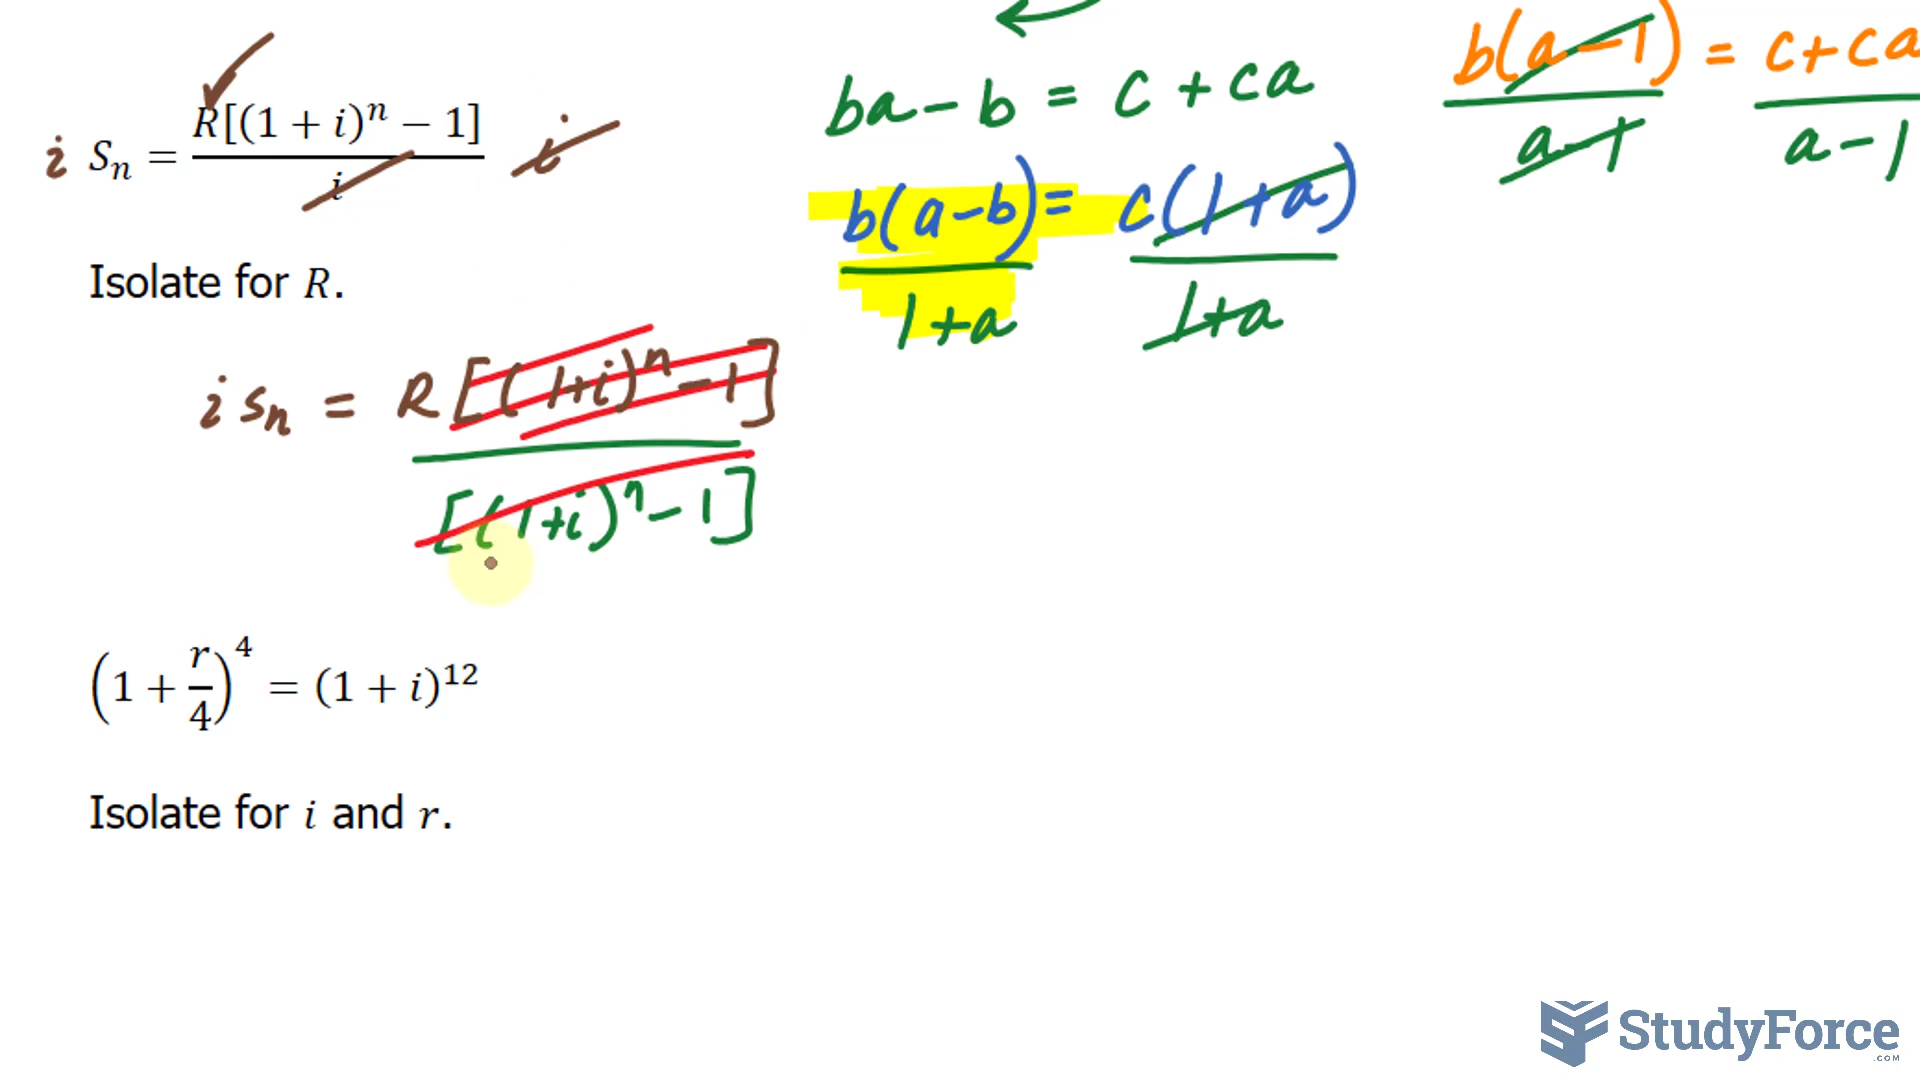 i Sₙ = R[(1 + i)ⁿ − 1] / i i
Isolate for R.
i sₙ = R[(1+i)ⁿ − 1] / [(1+i)ⁿ − 1]
(1 + r/4)⁴ = (1 + i)¹²
Isolate for i and r.
ba − b = c + ca
b(a−b) = c(1+a)
1+a 1+a
b(a−1) = c+ca
a−1 a−1
StudyForce
.COM